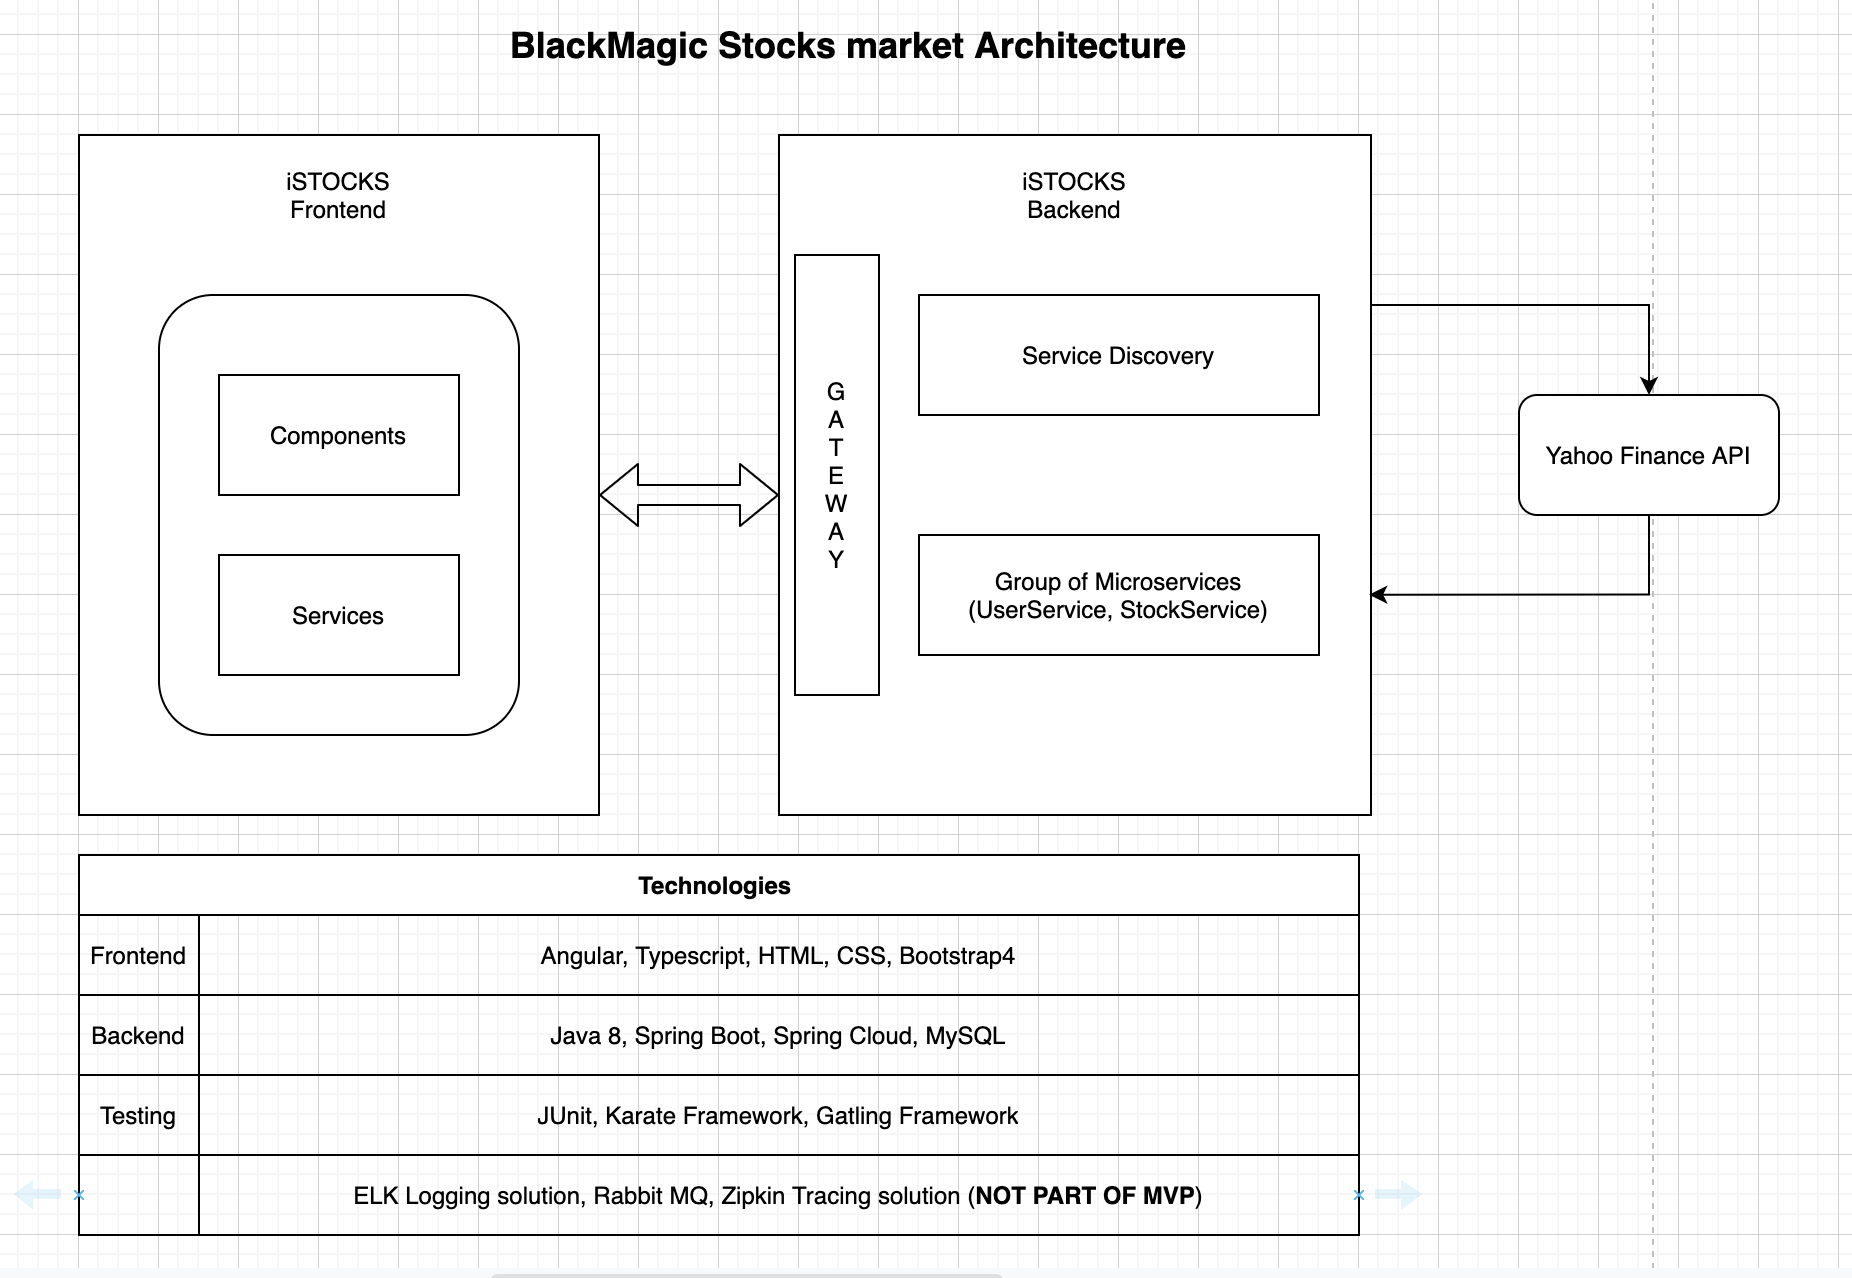 BlackMagic Stocks market Architecture
iSTOCKS
Frontend
Components
Services
iSTOCKS
Backend
G
A
T
E
W
A
Y
Service Discovery
Group of Microservices
(UserService, StockService)
Yahoo Finance API
Technologies
Frontend
Angular, Typescript, HTML, CSS, Bootstrap4
Backend
Java 8, Spring Boot, Spring Cloud, MySQL
Testing
JUnit, Karate Framework, Gatling Framework
ELK Logging solution, Rabbit MQ, Zipkin Tracing solution (NOT PART OF MVP)